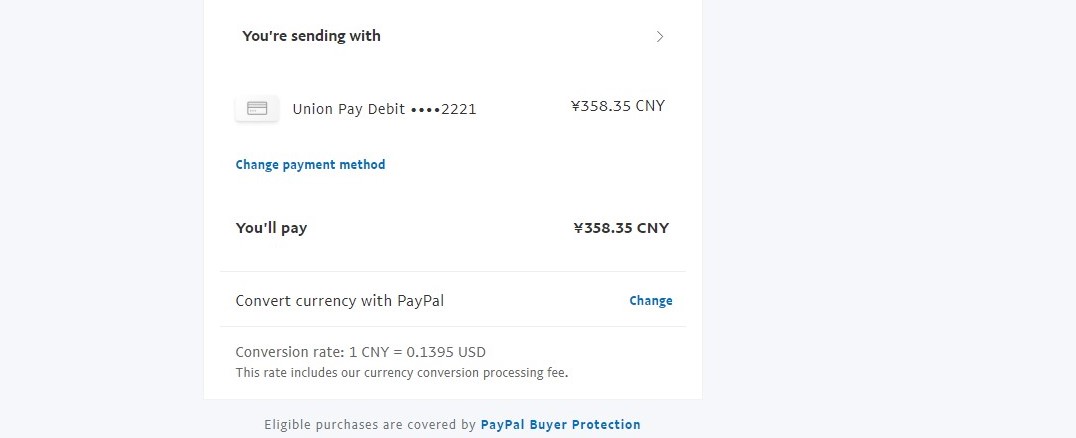 You're sending with
Union Pay Debit ••••2221 ¥358.35 CNY
Change payment method
You'll pay ¥358.35 CNY
Convert currency with PayPal Change
Conversion rate: 1 CNY = 0.1395 USD
This rate includes our currency conversion processing fee.
Eligible purchases are covered by PayPal Buyer Protection